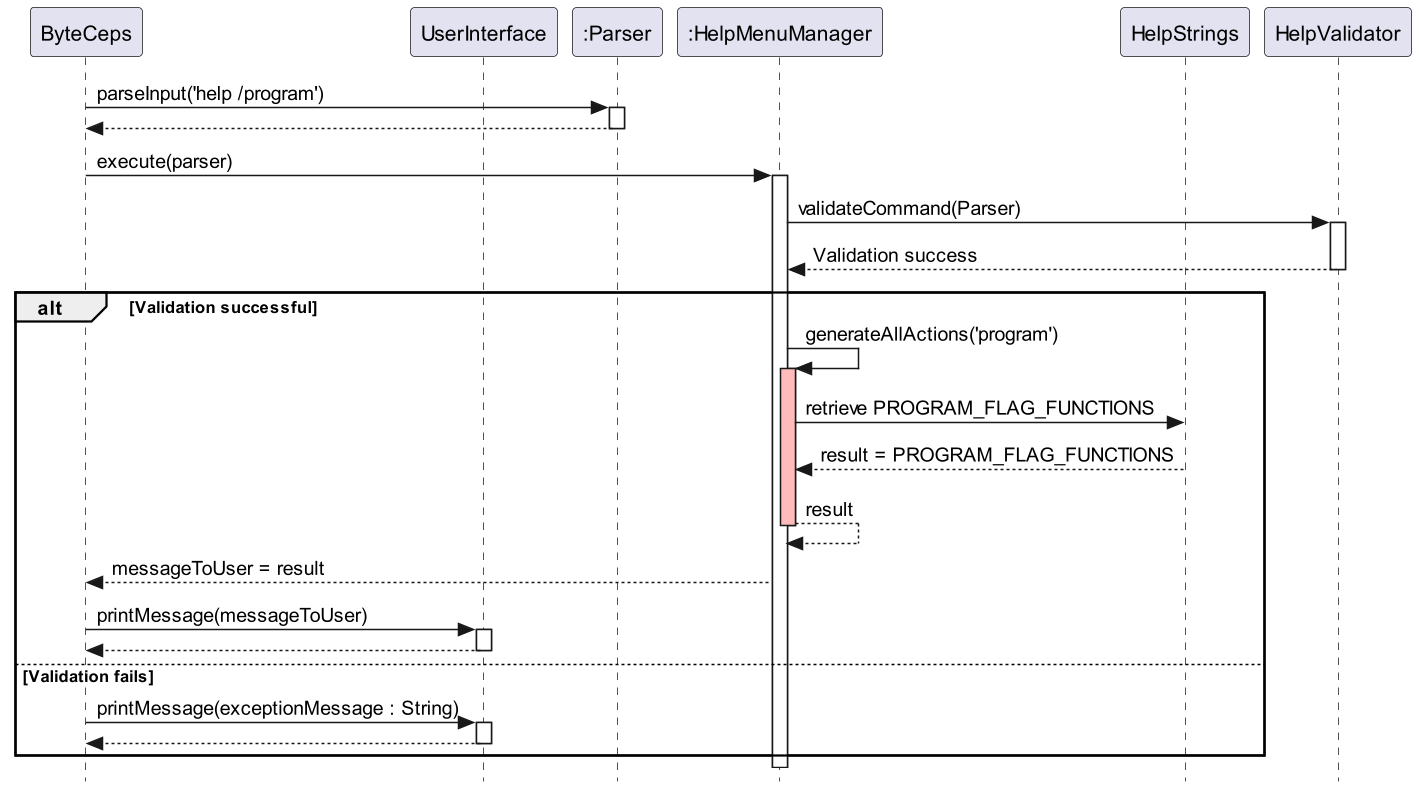 ByteCeps
UserInterface
:Parser
:HelpMenuManager
HelpStrings
HelpValidator
parseInput('help /program')
execute(parser)
validateCommand(Parser)
Validation success
alt
[Validation successful]
generateAllActions('program')
retrieve PROGRAM_FLAG_FUNCTIONS
result = PROGRAM_FLAG_FUNCTIONS
result
messageToUser = result
printMessage(messageToUser)
[Validation fails]
printMessage(exceptionMessage : String)